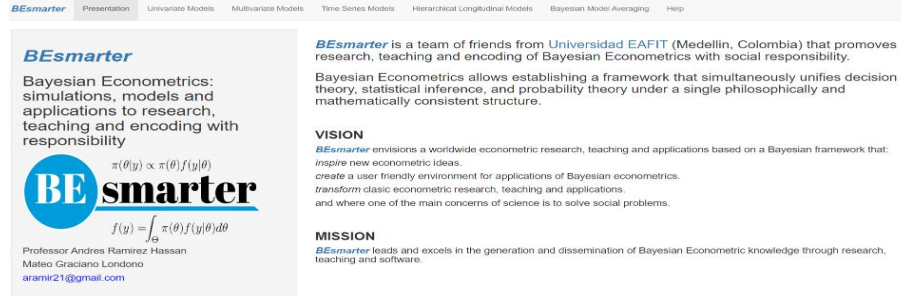 BEsmarter Presentation Univariate Models Multivariate Models Time Series Models Hierarchical Longitudinal Models Bayesian Model Averaging Help
BEsmarter
Bayesian Econometrics:
simulations, models and
applications to research,
teaching and encoding with
responsibility
π(θ|y) ∝ π(θ)f(y|θ)
BE smarter
f(y) = ∫_Θ π(θ)f(y|θ)dθ
Professor Andres Ramirez Hassan
Mateo Graciano Londono
aramir21@gmail.com
BEsmarter is a team of friends from Universidad EAFIT (Medellin, Colombia) that promoves
research, teaching and encoding of Bayesian Econometrics with social responsibility.
Bayesian Econometrics allows establishing a framework that simultaneously unifies decision
theory, statistical inference, and probability theory under a single philosophically and
mathematically consistent structure.
VISION
BEsmarter envisions a worldwide econometric research, teaching and applications based on a Bayesian framework that:
inspire new econometric ideas.
create a user friendly environment for applications of Bayesian econometrics.
transform clasic econometric research, teaching and applications.
and where one of the main concerns of science is to solve social problems.
MISSION
BEsmarter leads and excels in the generation and dissemination of Bayesian Econometric knowledge through research,
teaching and software.